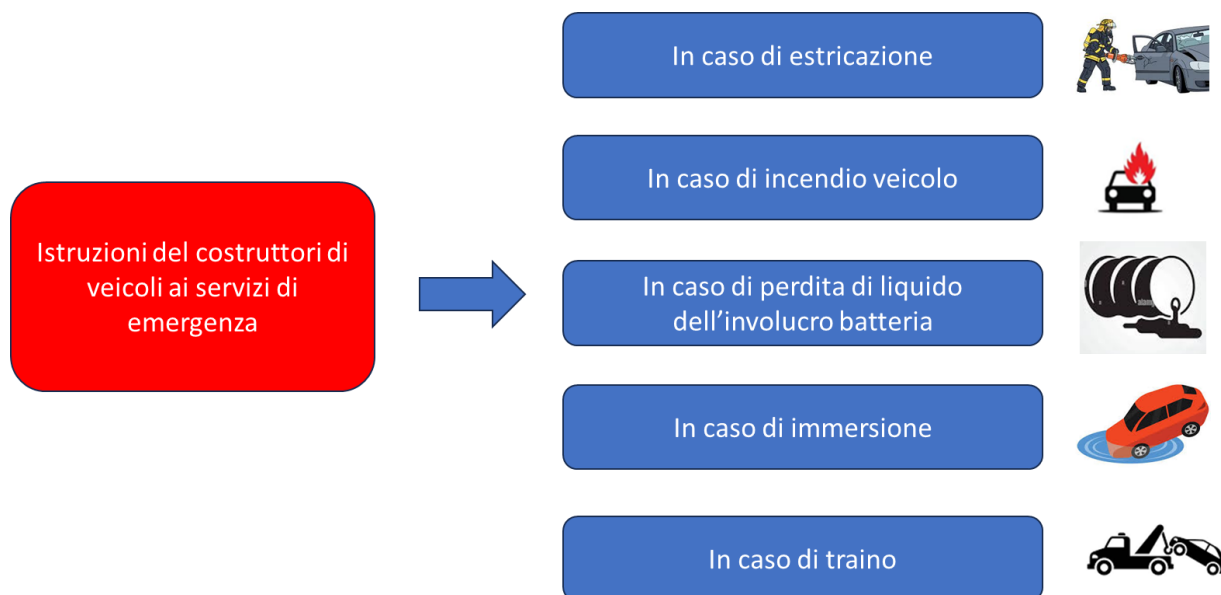 Istruzioni del costruttori di
veicoli ai servizi di
emergenza
In caso di estricazione
In caso di incendio veicolo
In caso di perdita di liquido
dell’involucro batteria
In caso di immersione
In caso di traino